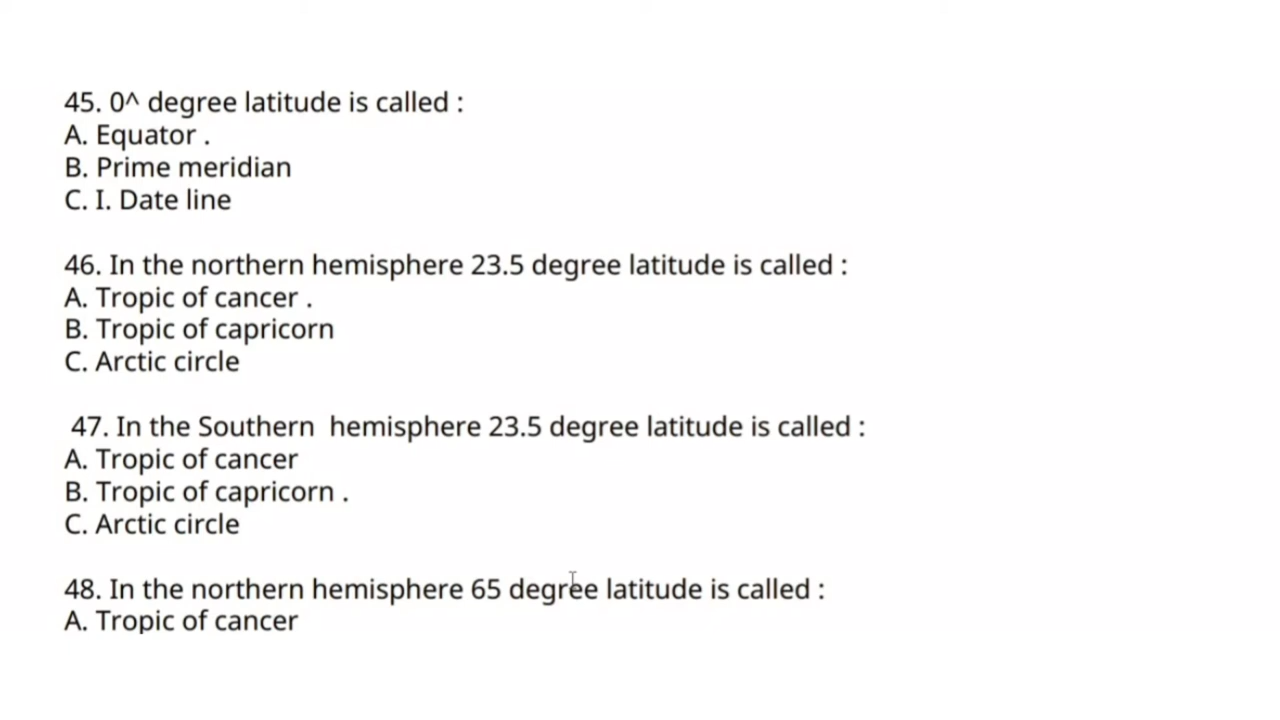 45. 0^ degree latitude is called :
A. Equator .
B. Prime meridian
C. I. Date line
46. In the northern hemisphere 23.5 degree latitude is called :
A. Tropic of cancer .
B. Tropic of capricorn
C. Arctic circle
47. In the Southern  hemisphere 23.5 degree latitude is called :
A. Tropic of cancer
B. Tropic of capricorn .
C. Arctic circle
48. In the northern hemisphere 65 degree latitude is called :
A. Tropic of cancer